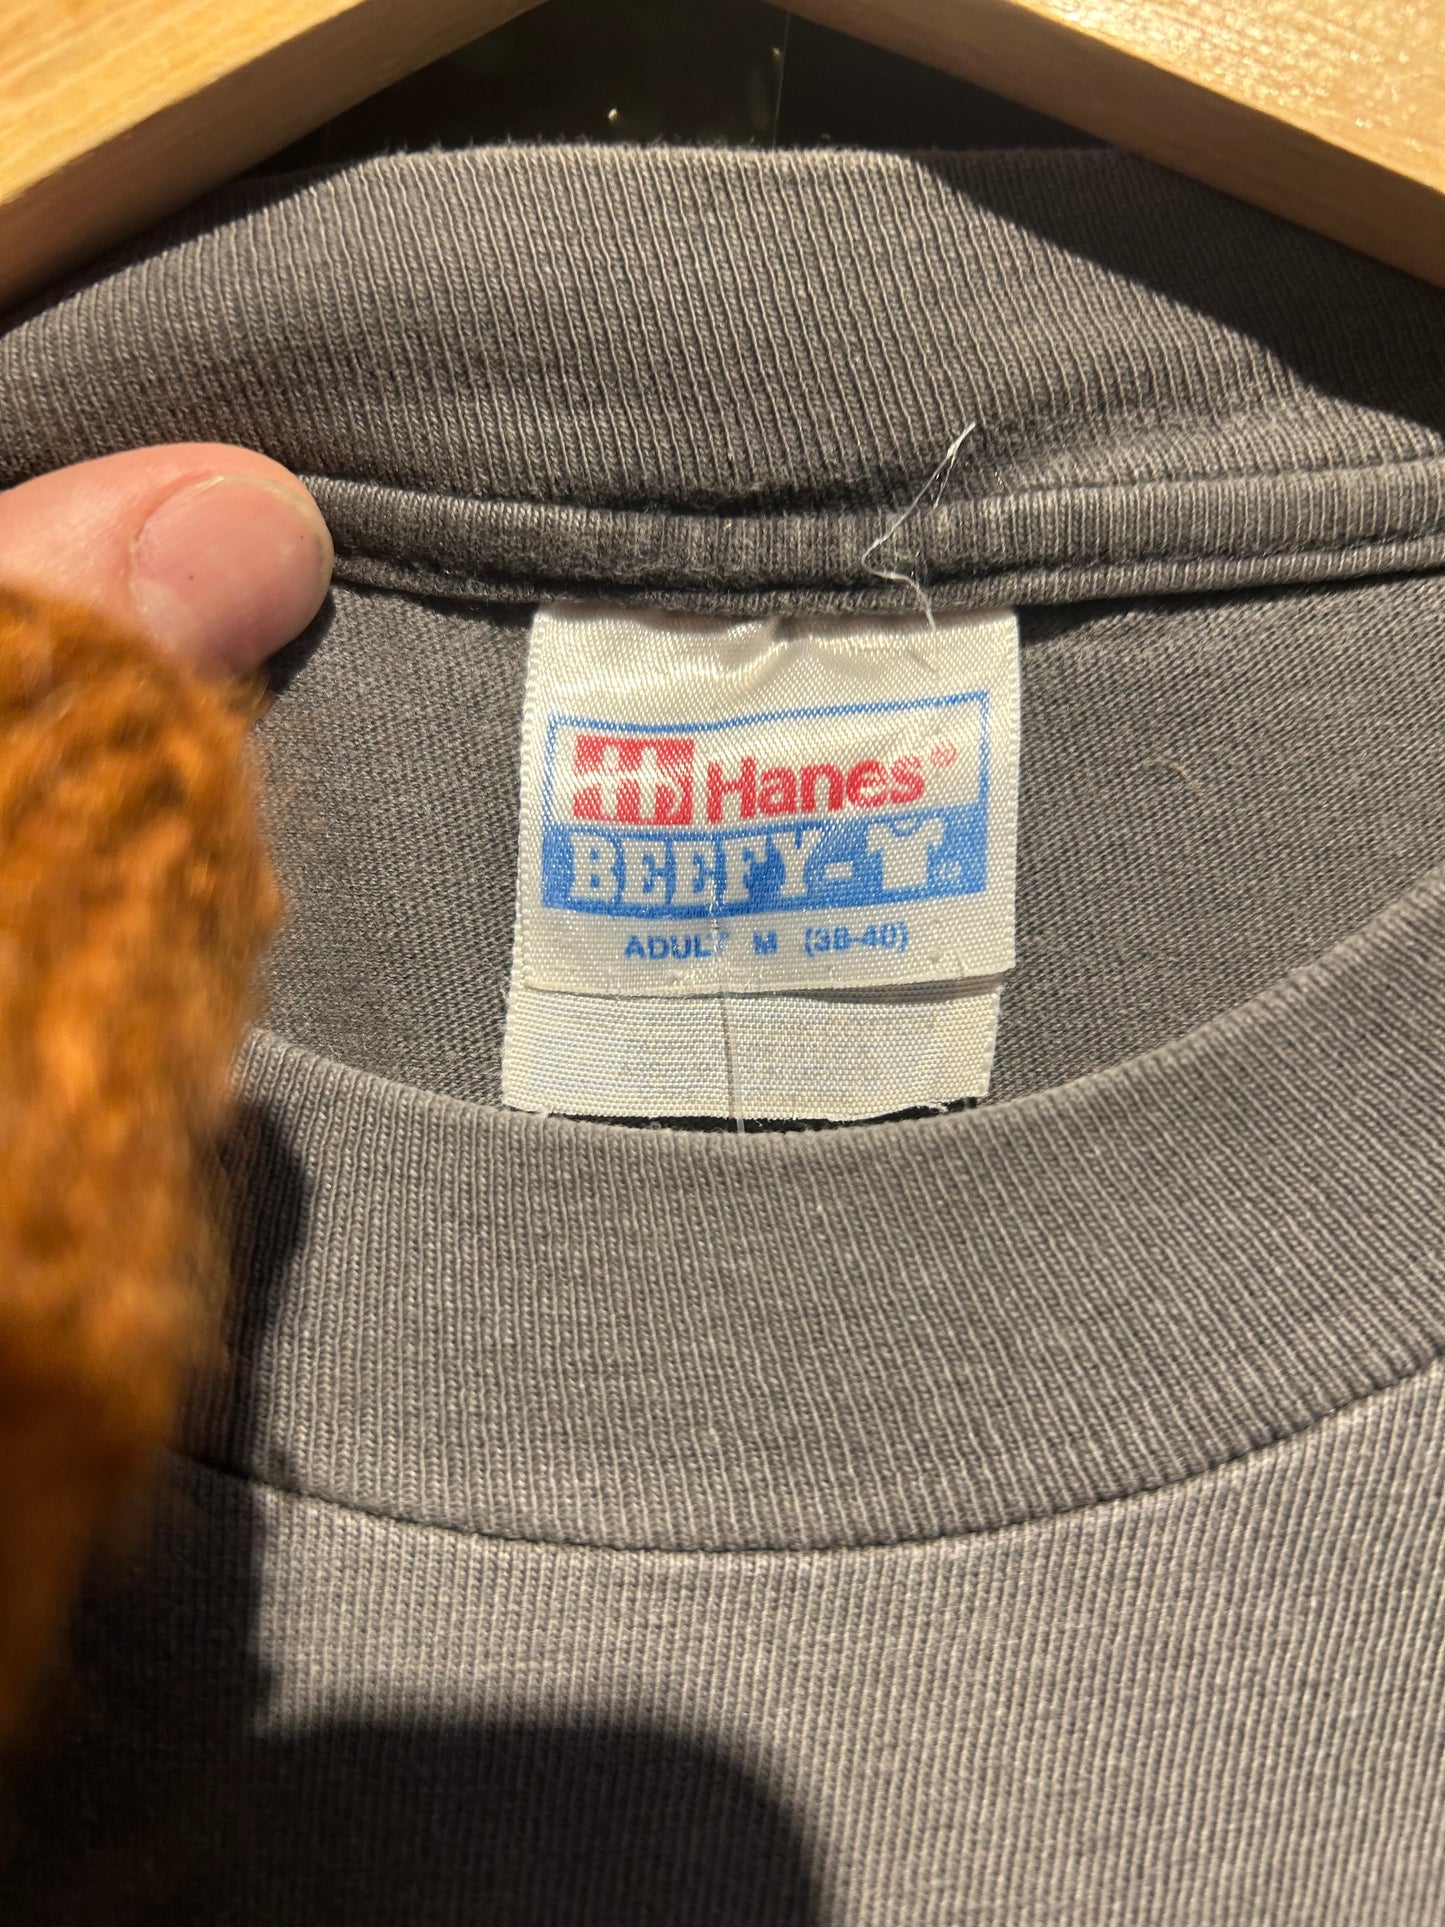 Hanes®
BEEFY-T
ADULT M (38-40)